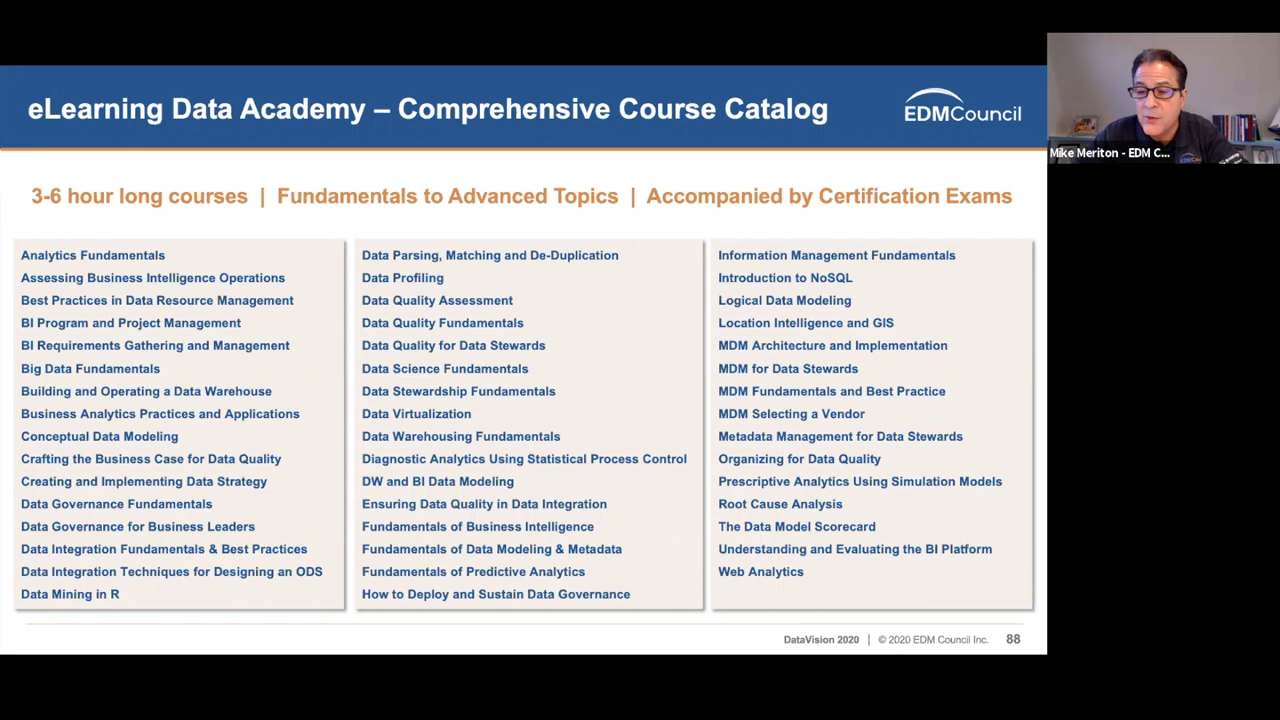 eLearning Data Academy – Comprehensive Course Catalog
EDMCouncil
Mike Meriton - EDM C...
3-6 hour long courses | Fundamentals to Advanced Topics | Accompanied by Certification Exams
Analytics Fundamentals
Assessing Business Intelligence Operations
Best Practices in Data Resource Management
BI Program and Project Management
BI Requirements Gathering and Management
Big Data Fundamentals
Building and Operating a Data Warehouse
Business Analytics Practices and Applications
Conceptual Data Modeling
Crafting the Business Case for Data Quality
Creating and Implementing Data Strategy
Data Governance Fundamentals
Data Governance for Business Leaders
Data Integration Fundamentals & Best Practices
Data Integration Techniques for Designing an ODS
Data Mining in R
Data Parsing, Matching and De-Duplication
Data Profiling
Data Quality Assessment
Data Quality Fundamentals
Data Quality for Data Stewards
Data Science Fundamentals
Data Stewardship Fundamentals
Data Virtualization
Data Warehousing Fundamentals
Diagnostic Analytics Using Statistical Process Control
DW and BI Data Modeling
Ensuring Data Quality in Data Integration
Fundamentals of Business Intelligence
Fundamentals of Data Modeling & Metadata
Fundamentals of Predictive Analytics
How to Deploy and Sustain Data Governance
Information Management Fundamentals
Introduction to NoSQL
Logical Data Modeling
Location Intelligence and GIS
MDM Architecture and Implementation
MDM for Data Stewards
MDM Fundamentals and Best Practice
MDM Selecting a Vendor
Metadata Management for Data Stewards
Organizing for Data Quality
Prescriptive Analytics Using Simulation Models
Root Cause Analysis
The Data Model Scorecard
Understanding and Evaluating the BI Platform
Web Analytics
DataVision 2020 | © 2020 EDM Council Inc. 88